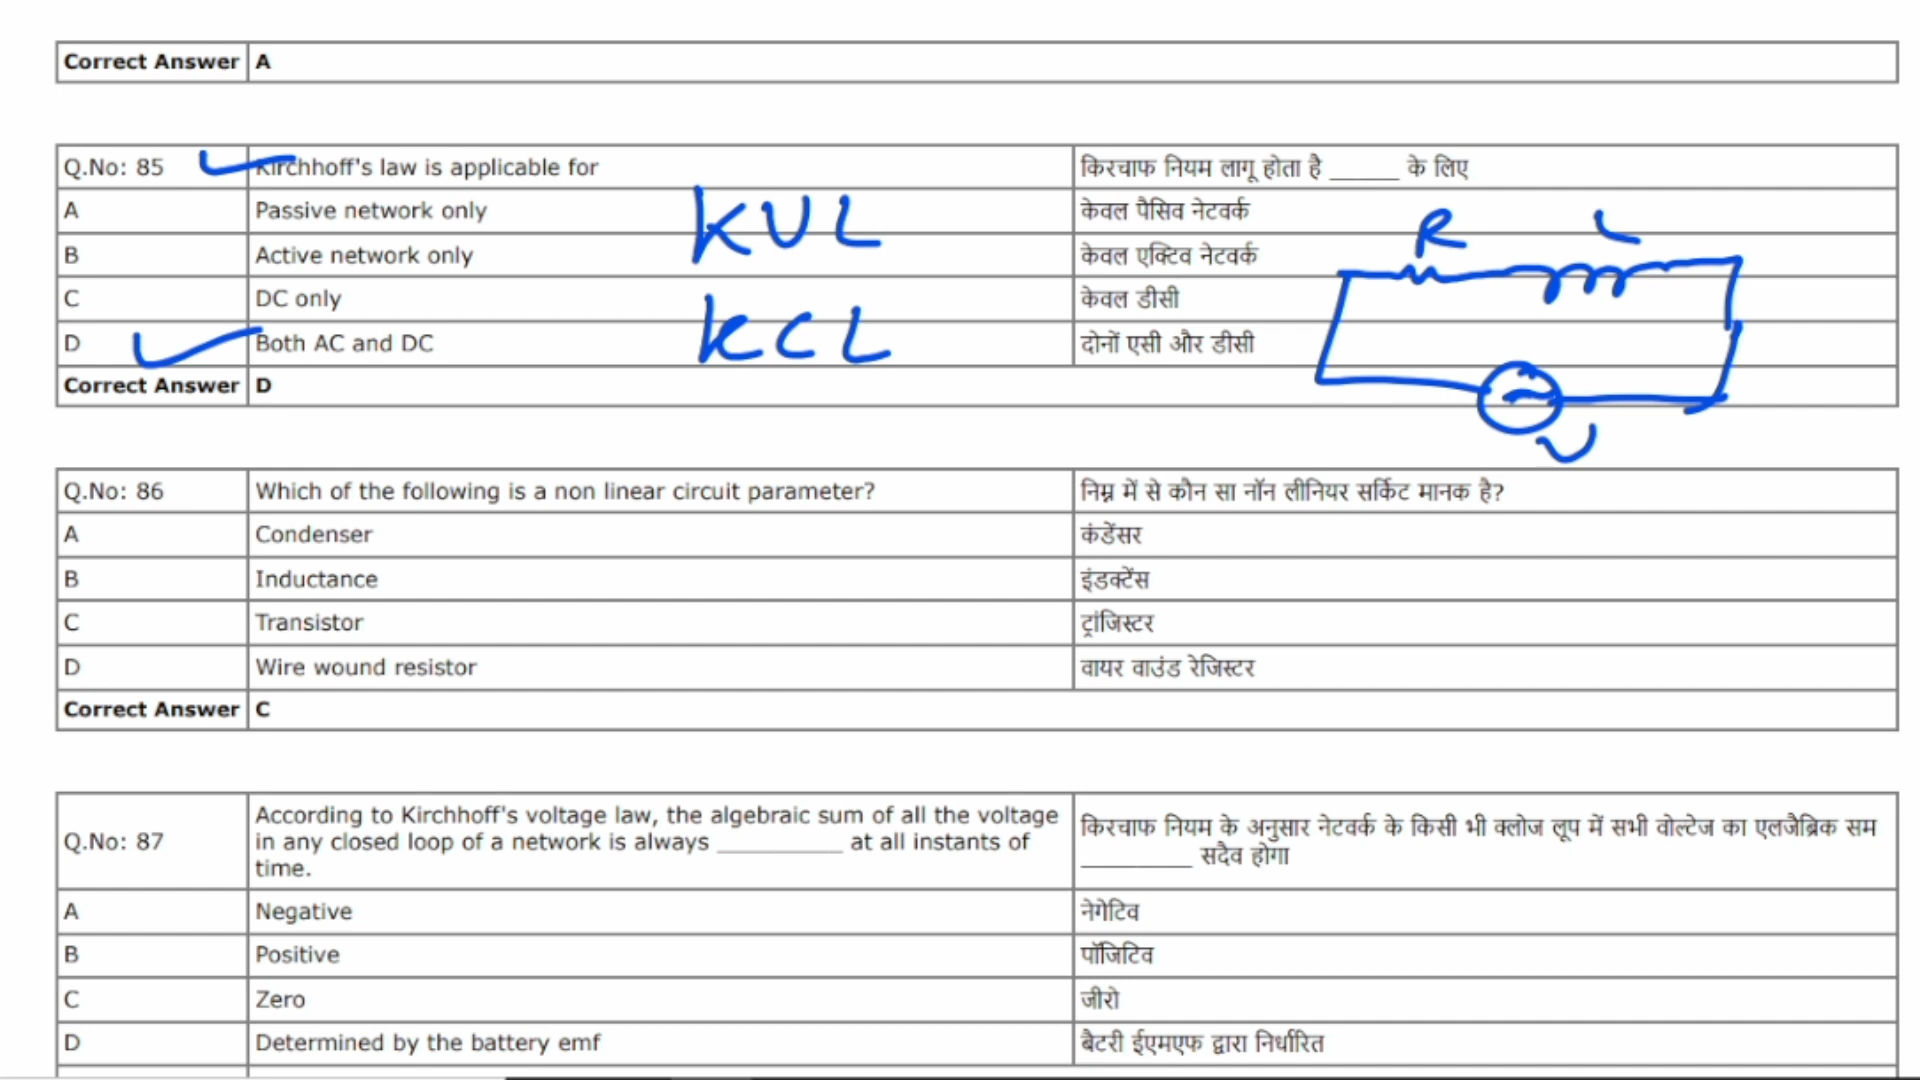 Correct Answer A
Q.No: 85 Kirchhoff's law is applicable for किरचाफ नियम लागू होता है ______ के लिए
A Passive network only केवल पैसिव नेटवर्क
B Active network only केवल एक्टिव नेटवर्क
C DC only केवल डीसी
D Both AC and DC दोनों एसी और डीसी
Correct Answer D
KVL
KCL
R L
V
Q.No: 86 Which of the following is a non linear circuit parameter? निम्न में से कौन सा नॉन लीनियर सर्किट मानक है?
A Condenser कंडेंसर
B Inductance इंडक्टेंस
C Transistor ट्रांजिस्टर
D Wire wound resistor वायर वाउंड रेजिस्टर
Correct Answer C
Q.No: 87 According to Kirchhoff's voltage law, the algebraic sum of all the voltage
in any closed loop of a network is always __________ at all instants of
time.
किरचाफ नियम के अनुसार नेटवर्क के किसी भी क्लोज लूप में सभी वोल्टेज का एलजैब्रिक सम
__________ सदैव होगा
A Negative नेगेटिव
B Positive पॉजिटिव
C Zero जीरो
D Determined by the battery emf बैटरी ईएमएफ द्वारा निर्धारित